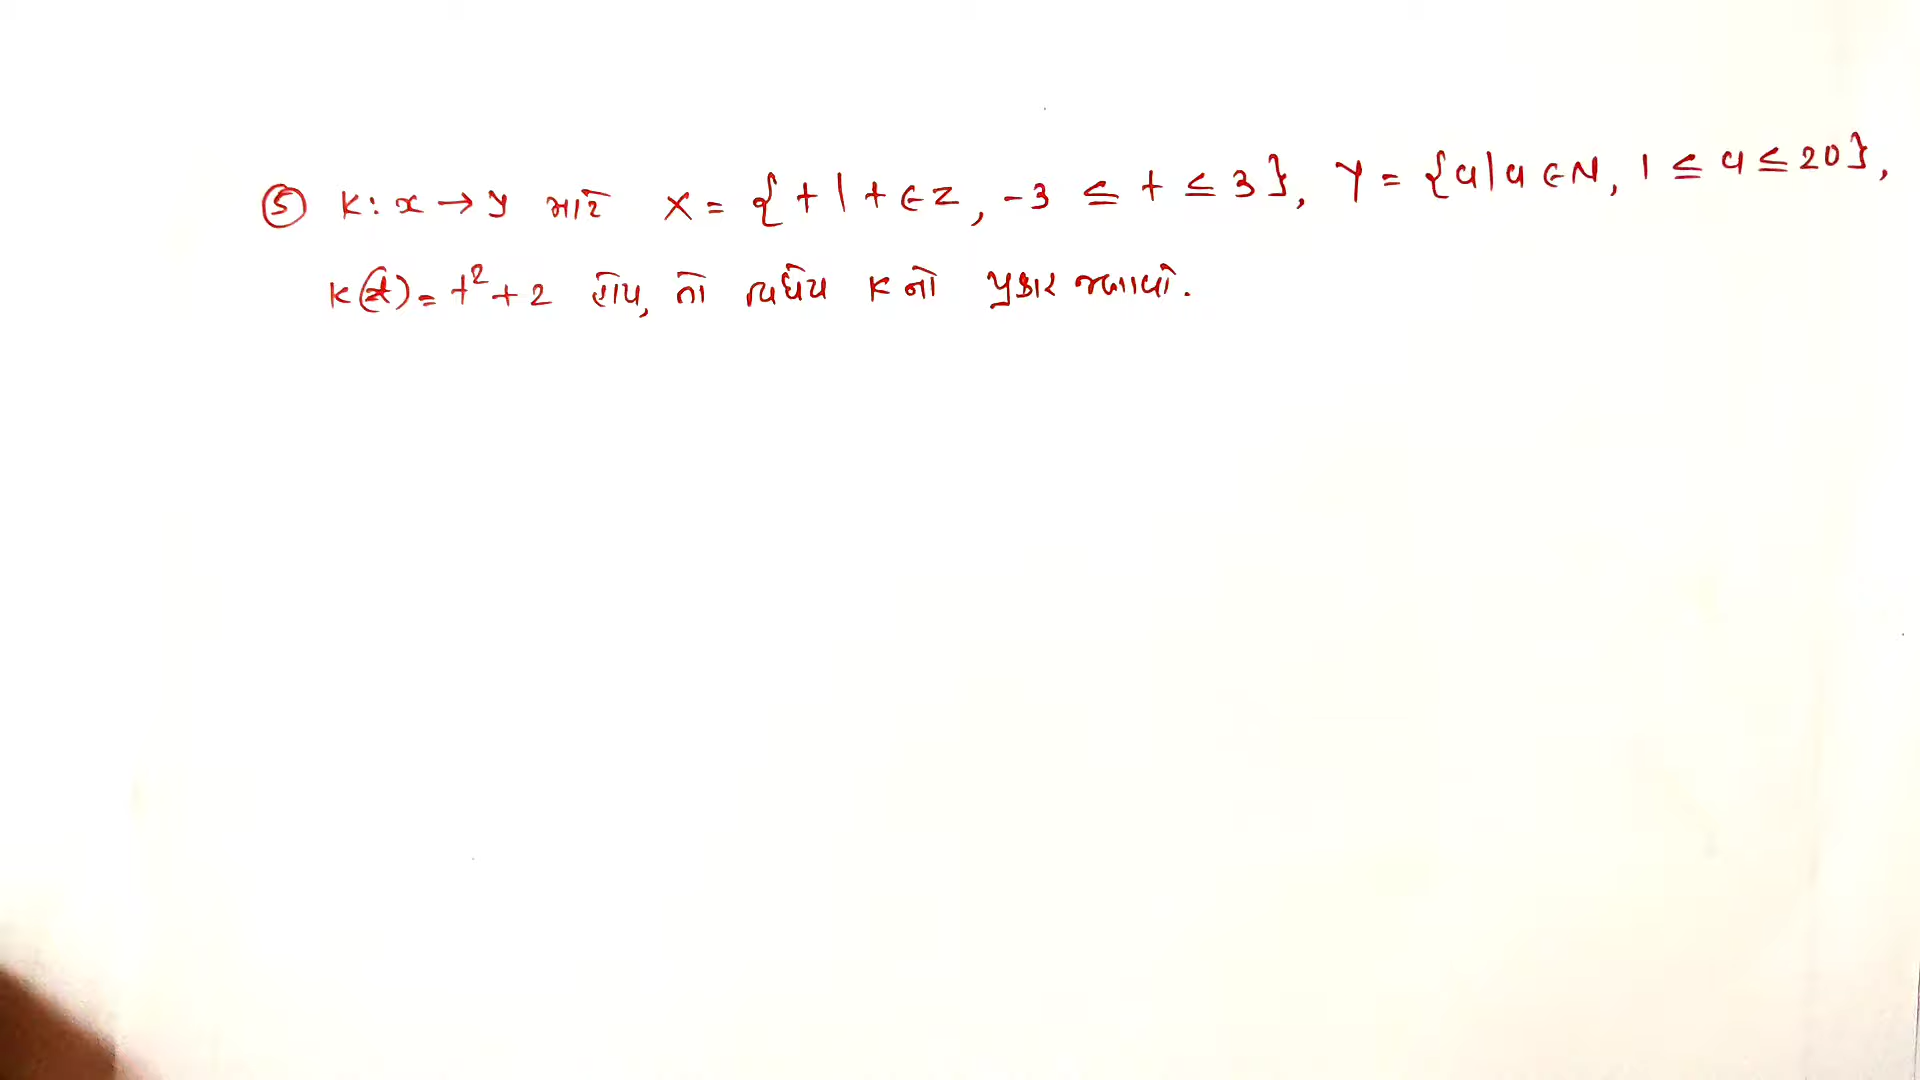 ⑤ K: x → y માટે X = {t | t ∈ Z, -3 ≤ t ≤ 3}, Y = {u | u ∈ N, 1 ≤ u ≤ 20},
K(t) = t² + 2 હોય, તો વિધેય K નો પ્રકાર જણાવો.